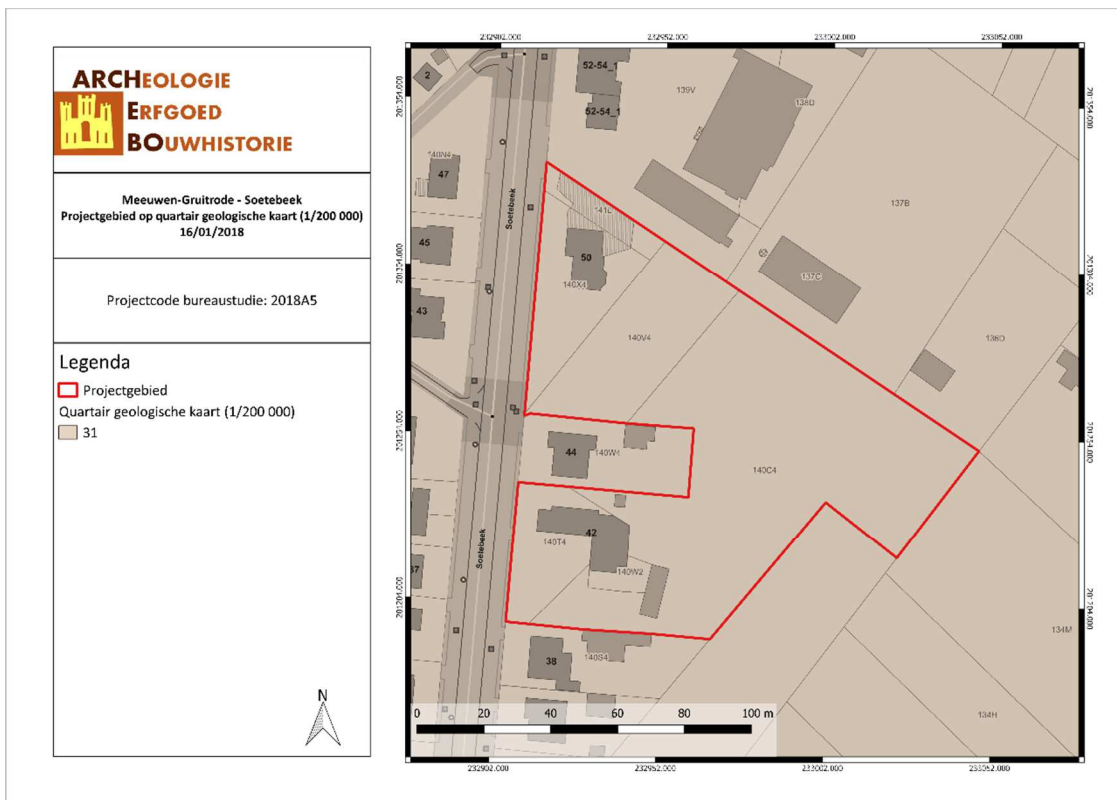 ARCHEOLOGIE
ERFGOED
BOUWHISTORIE
Meeuwen-Gruitrode - Soetebeek
Projectgebied op quartair geologische kaart (1/200 000)
16/01/2018
Projectcode bureaustudie: 2018A5
Legenda
Projectgebied
Quartair geologische kaart (1/200 000)
31
N
232902.000
232952.000
233002.000
233052.000
2
52-54_1
52-54_1
139V
138D
140N4
47
Soetebeek
141L
137B
45
50
140X4
137C
43
140V4
136D
44
140W4
140C4
42
140T4
140W2
Soetebeek
37
38
140S4
134M
134H
0 20 40 60 80 100 m
232902.000
232952.000
233002.000
233052.000